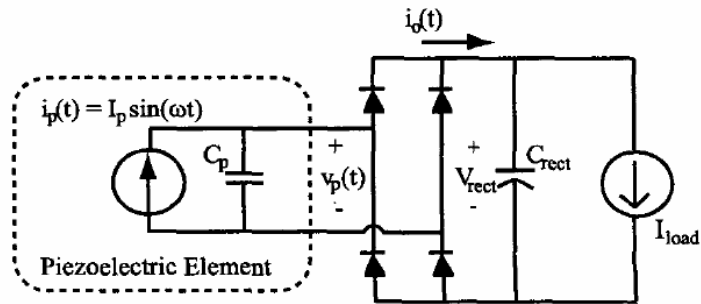 i_o(t)
i_p(t) = I_p sin(ωt)
C_p
+
v_p(t)
-
+
V_rect
-
C_rect
I_load
Piezoelectric Element